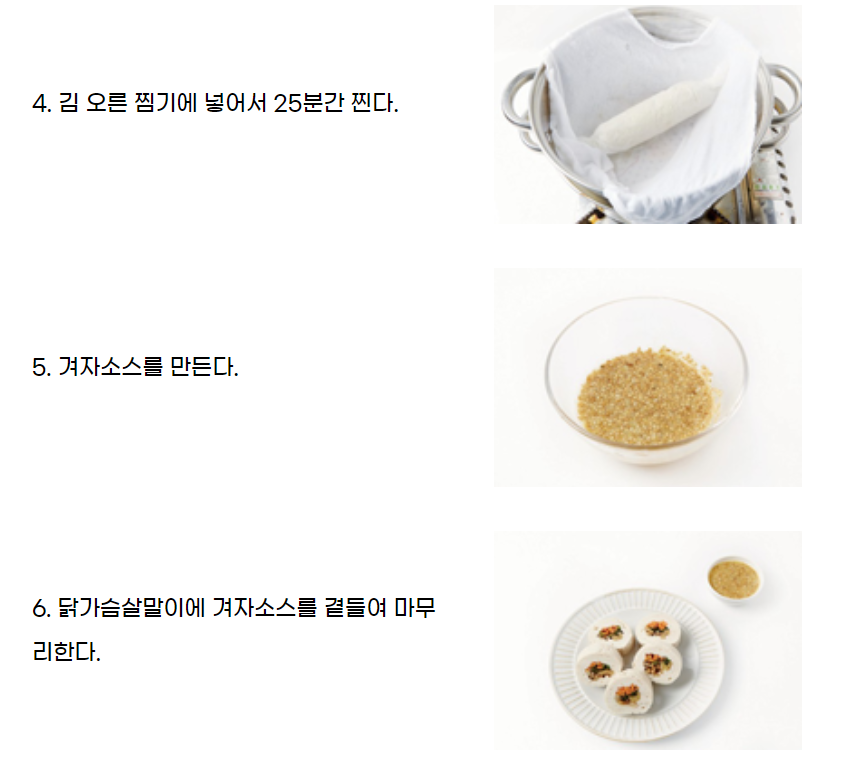 4. 김 오른 찜기에 넣어서 25분간 찐다.
5. 겨자소스를 만든다.
6. 닭가슴살말이에 겨자소스를 곁들여 마무
리한다.